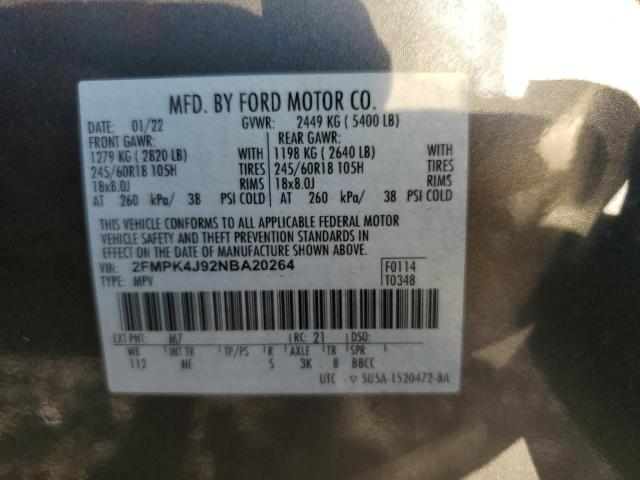 MFD. BY FORD MOTOR CO.
DATE: 01/22 GVWR: 2449 KG ( 5400 LB)
FRONT GAWR: REAR GAWR:
1279 KG ( 2820 LB) WITH 1198 KG ( 2640 LB) WITH
245/60R18 105H TIRES 245/60R18 105H TIRES
18x8.0J RIMS 18x8.0J RIMS
AT 260 kPa/ 38 PSI COLD AT 260 kPa/ 38 PSI COLD
THIS VEHICLE CONFORMS TO ALL APPLICABLE FEDERAL MOTOR
VEHICLE SAFETY AND THEFT PREVENTION STANDARDS IN
EFFECT ON THE DATE OF MANUFACTURE SHOWN ABOVE.
VIN: 2FMPK4J92NBA20264 F0114
TYPE: MPV T0348
EXT PNT: M7 RC: 21 DSO:
WB INT TR TP/PS R AXLE TR SPR
112 NE S 3K 8 BBCC
UTC ▽ SU5A-1520472-BA